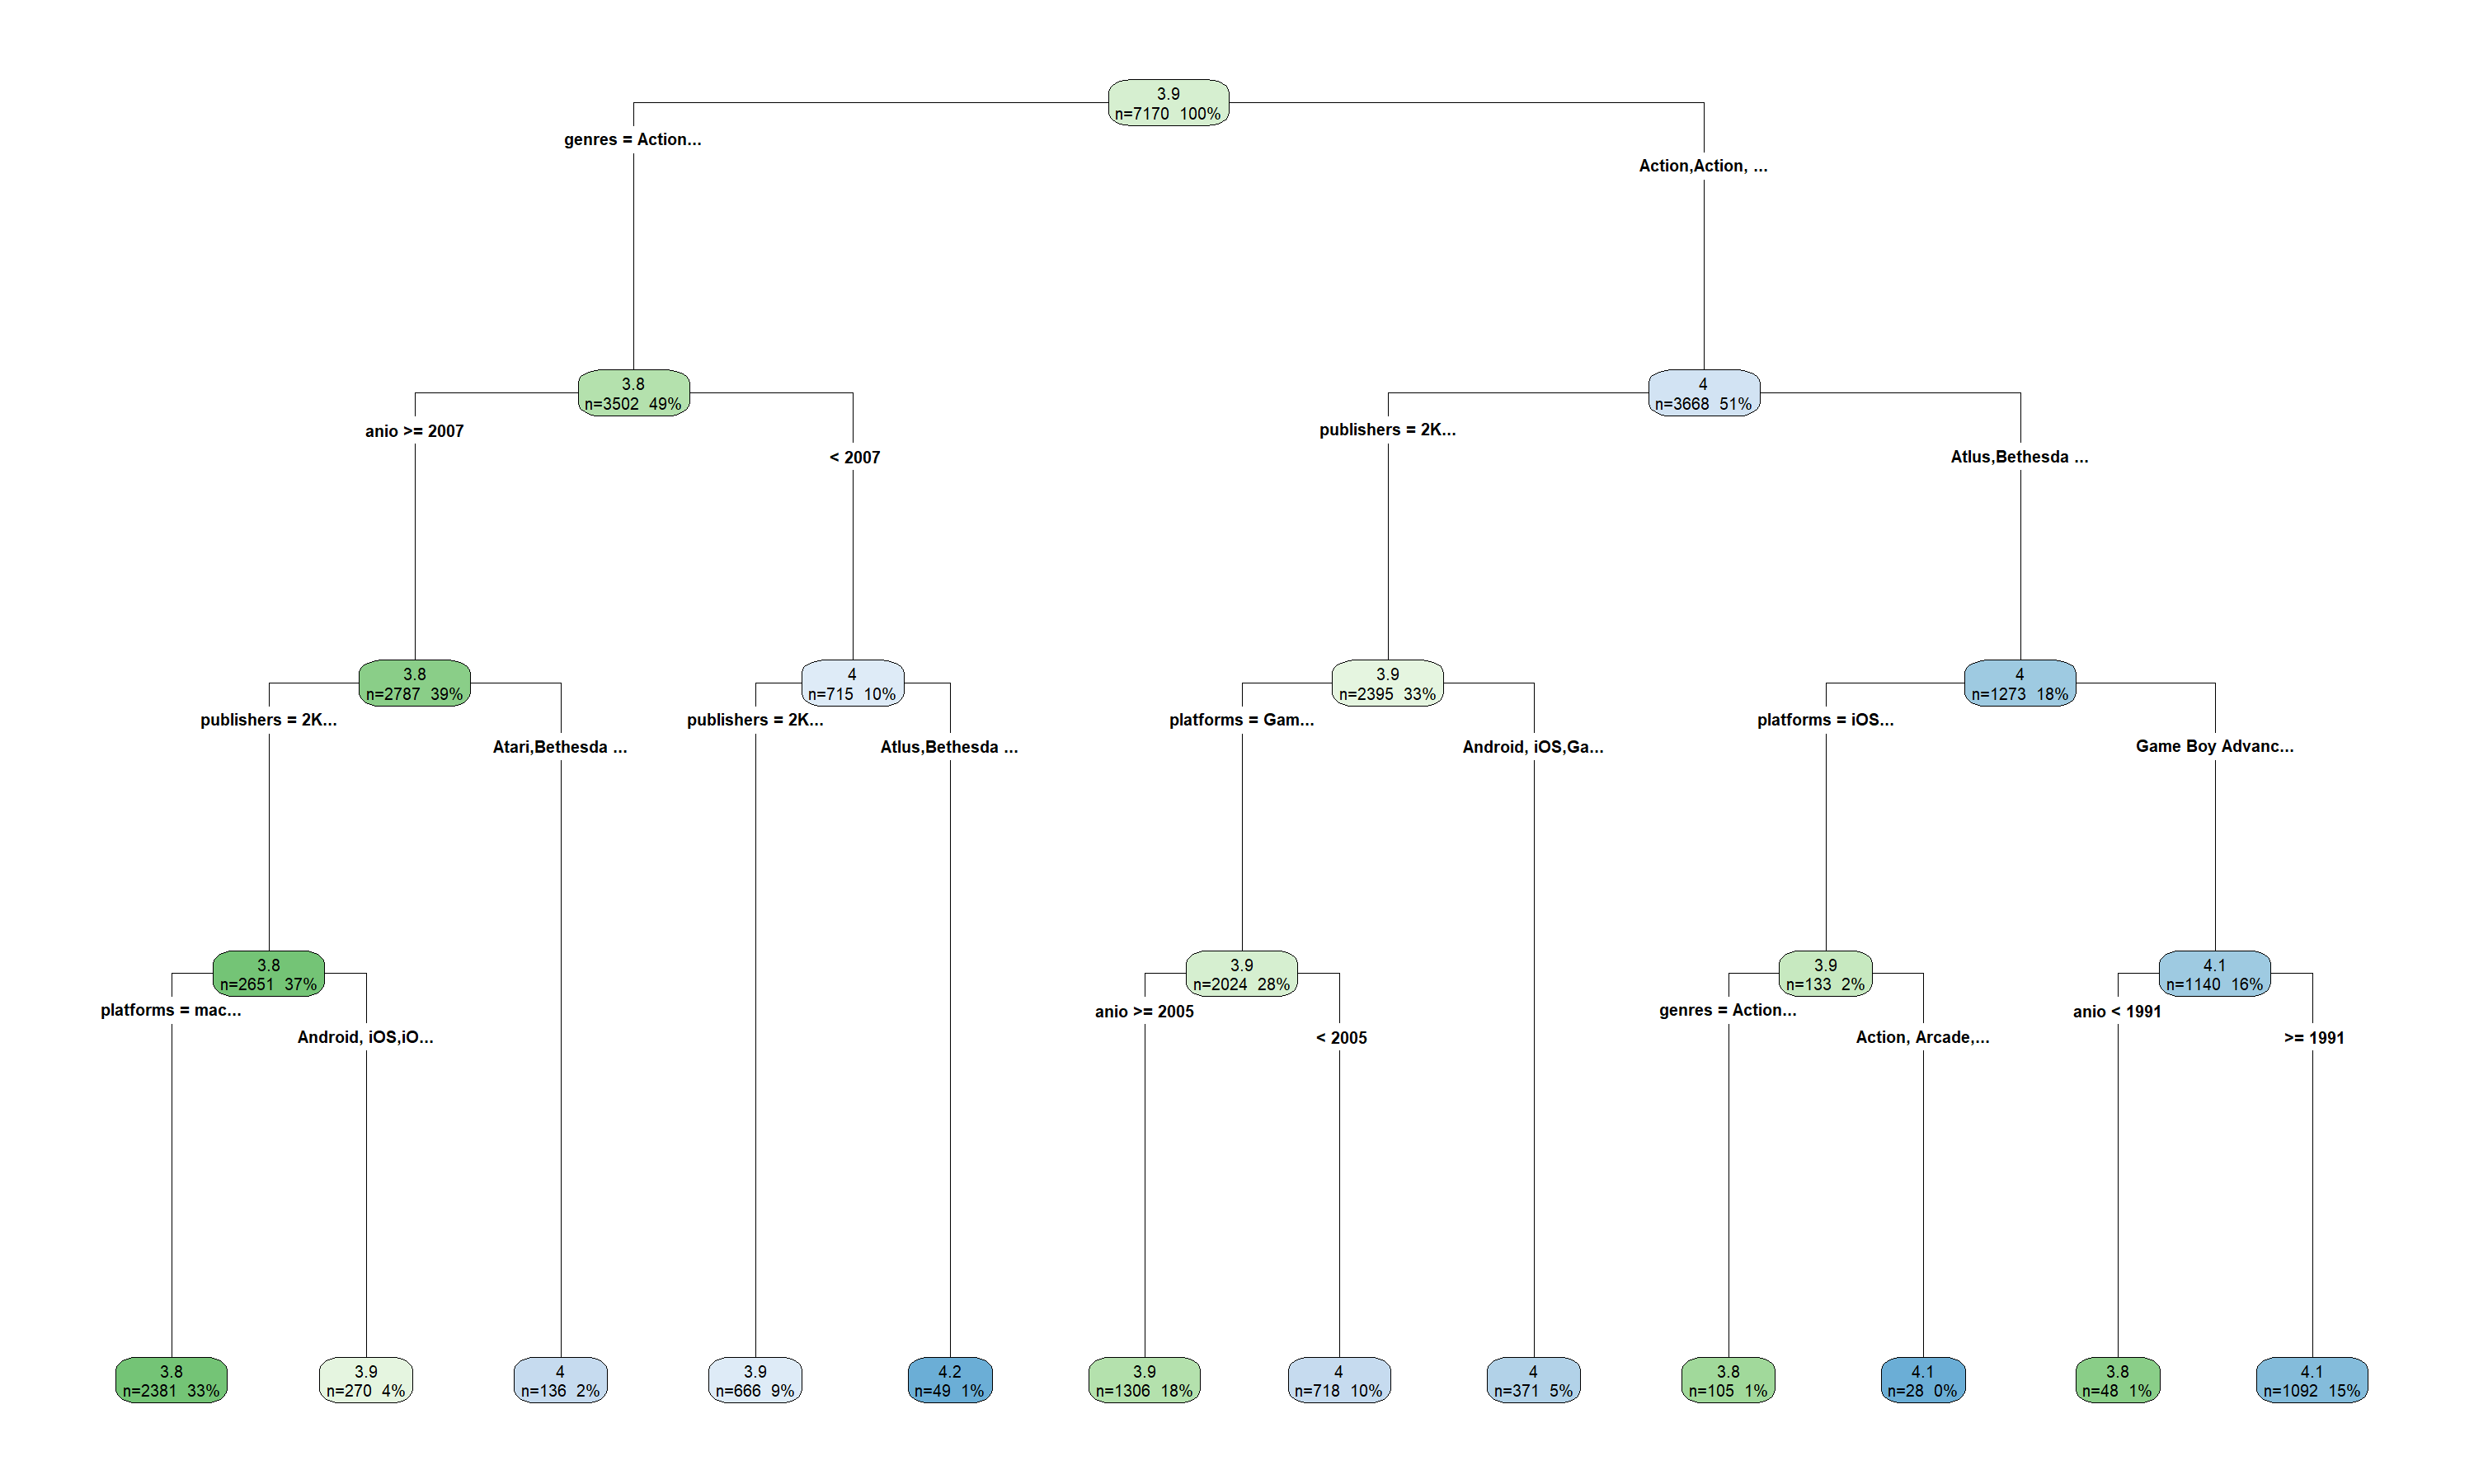 3.9
n=7170 100%
genres = Action...
Action,Action, ...
3.8
n=3502 49%
4
n=3668 51%
anio >= 2007
< 2007
publishers = 2K...
Atlus,Bethesda ...
3.8
n=2787 39%
4
n=715 10%
3.9
n=2395 33%
4
n=1273 18%
publishers = 2K...
Atari,Bethesda ...
publishers = 2K...
Atlus,Bethesda ...
platforms = Gam...
Android, iOS,Ga...
platforms = iOS...
Game Boy Advanc...
3.8
n=2651 37%
3.9
n=2024 28%
3.9
n=133 2%
4.1
n=1140 16%
platforms = mac...
Android, iOS,iO...
anio >= 2005
< 2005
genres = Action...
Action, Arcade,...
anio < 1991
>= 1991
3.8
n=2381 33%
3.9
n=270 4%
4
n=136 2%
3.9
n=666 9%
4.2
n=49 1%
3.9
n=1306 18%
4
n=718 10%
4
n=371 5%
3.8
n=105 1%
4.1
n=28 0%
3.8
n=48 1%
4.1
n=1092 15%